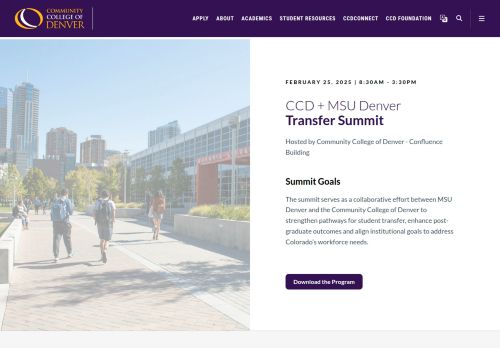 COMMUNITY
COLLEGE OF
DENVER
APPLY ABOUT ACADEMICS STUDENT RESOURCES CCDCONNECT CCD FOUNDATION
FEBRUARY 25, 2025 | 8:30AM - 3:30PM
CCD + MSU Denver
Transfer Summit
Hosted by Community College of Denver - Confluence
Building
Summit Goals
The summit serves as a collaborative effort between MSU
Denver and the Community College of Denver to
strengthen pathways for student transfer, enhance post-
graduate outcomes and align institutional goals to address
Colorado's workforce needs.
Download the Program